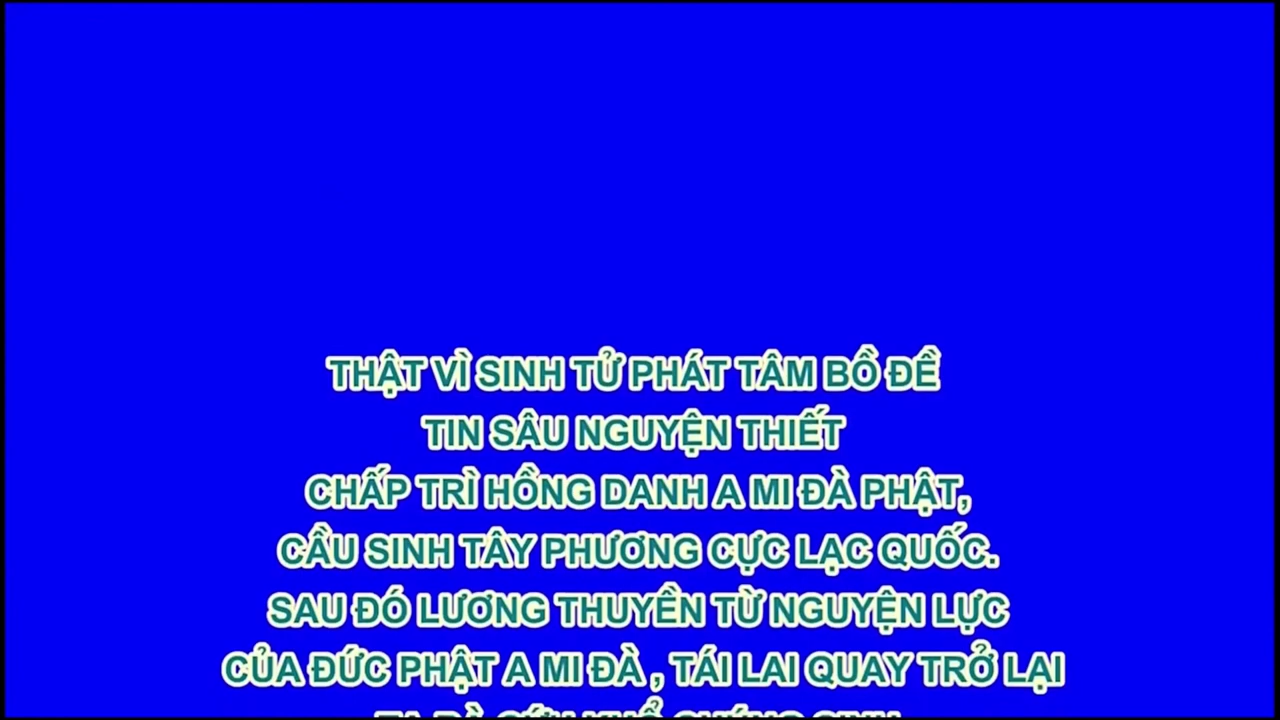 THẬT VÌ SINH TỬ PHÁT TÂM BỒ ĐỀ
TIN SÂU NGUYỆN THIẾT
CHẤP TRÌ HỒNG DANH A MI ĐÀ PHẬT,
CẦU SINH TÂY PHƯƠNG CỰC LẠC QUỐC.
SAU ĐÓ LƯƠNG THUYỀN TỪ NGUYỆN LỰC
CỦA ĐỨC PHẬT A MI ĐÀ , TÁI LAI QUAY TRỞ LẠI